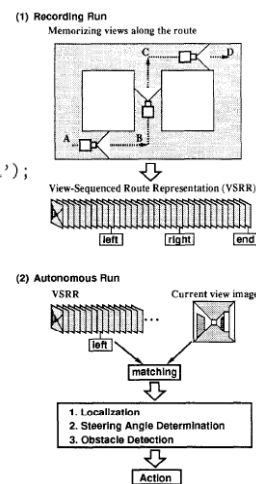 (1) Recording Run
Memorizing views along the route
C
D
A
B
');
View-Sequenced Route Representation (VSRR)
left
right
end
(2) Autonomous Run
VSRR
Current view image
...
left
matching
1. Localization
2. Steering Angle Determination
3. Obstacle Detection
Action